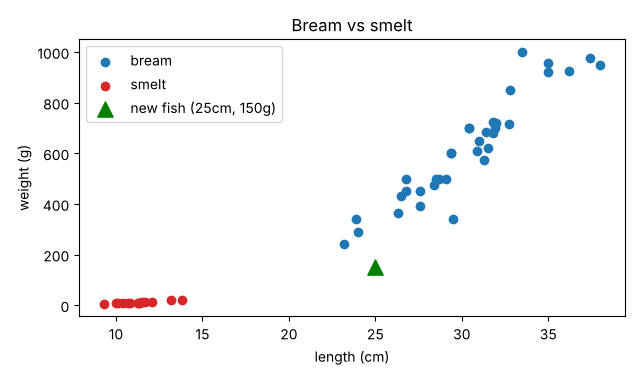 Bream vs smelt
bream
smelt
new fish (25cm, 150g)
weight (g)
1000
800
600
400
200
0
10 15 20 25 30 35
length (cm)